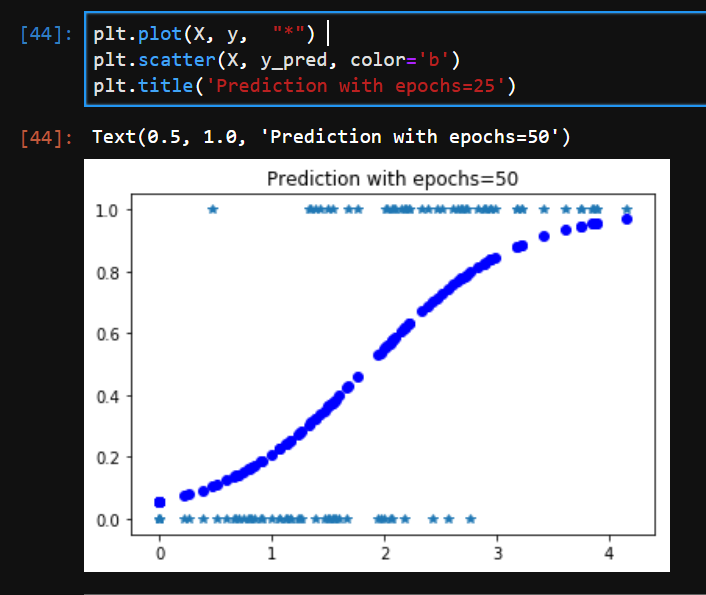 [44]: plt.plot(X, y,  "*")
plt.scatter(X, y_pred, color='b')
plt.title('Prediction with epochs=25')
[44]: Text(0.5, 1.0, 'Prediction with epochs=50')
Prediction with epochs=50
1.0
0.8
0.6
0.4
0.2
0.0
0 1 2 3 4